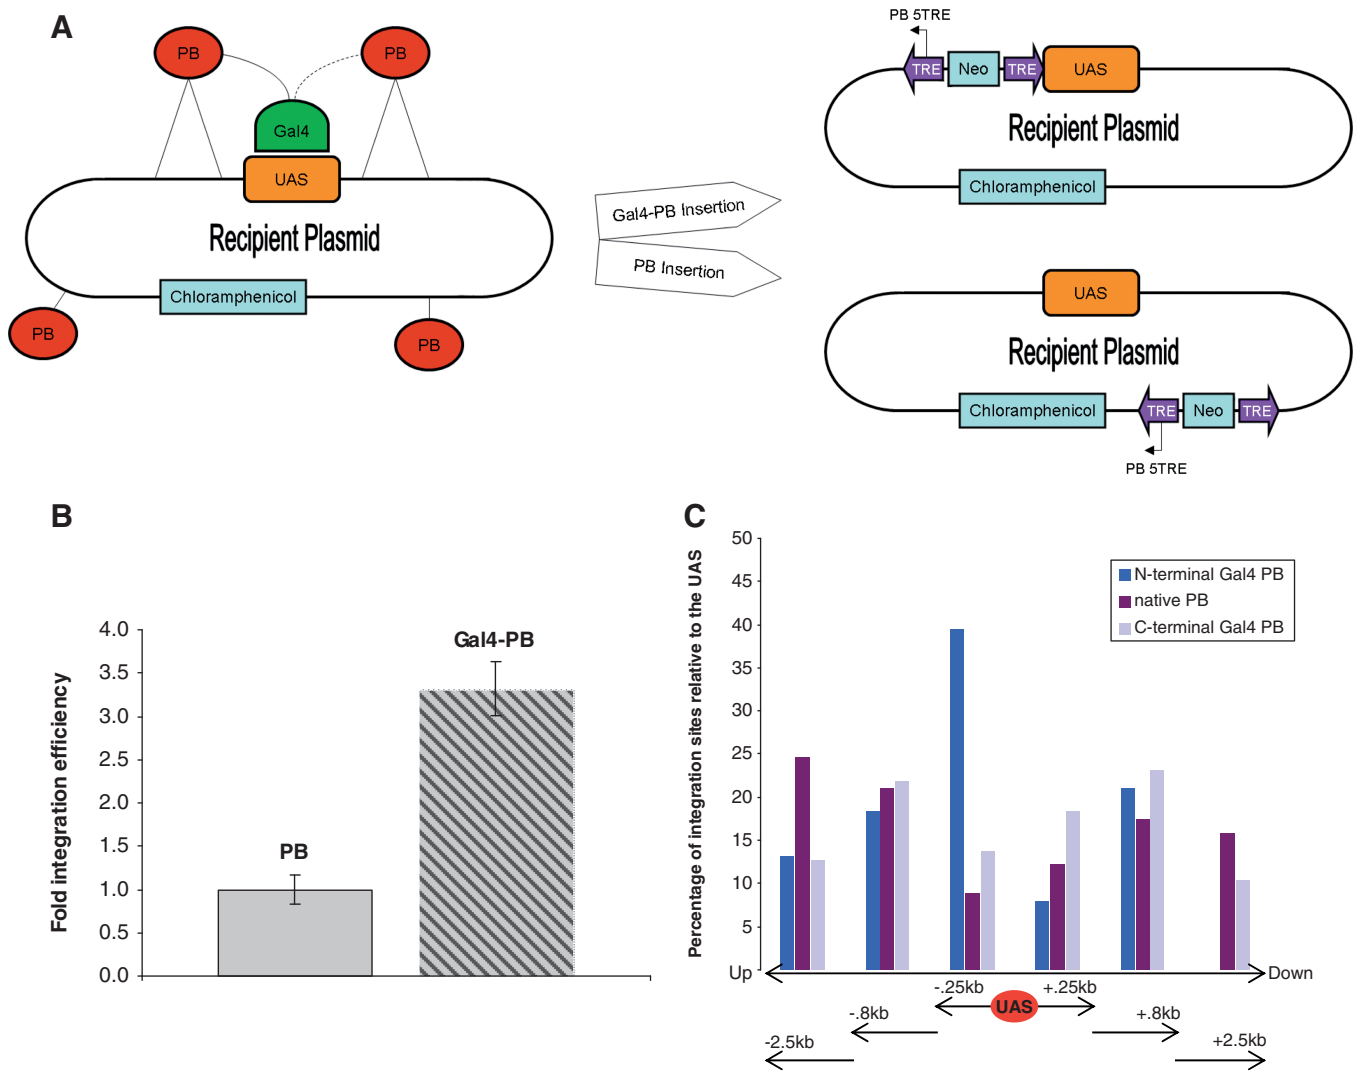 A
PB
PB
Gal4
UAS
Recipient Plasmid
Chloramphenicol
PB
PB
Gal4-PB Insertion
PB Insertion
PB 5TRE
TRE
Neo
TRE
UAS
Recipient Plasmid
Chloramphenicol
UAS
Recipient Plasmid
Chloramphenicol
TRE
Neo
TRE
PB 5TRE
B
Fold integration efficiency
4.0
3.5
3.0
2.5
2.0
1.5
1.0
0.5
0.0
PB
Gal4-PB
C
Percentage of integration sites relative to the UAS
50
45
40
35
30
25
20
15
10
5
N-terminal Gal4 PB
native PB
C-terminal Gal4 PB
Up
Down
-.25kb
+.25kb
UAS
-.8kb
+.8kb
-2.5kb
+2.5kb